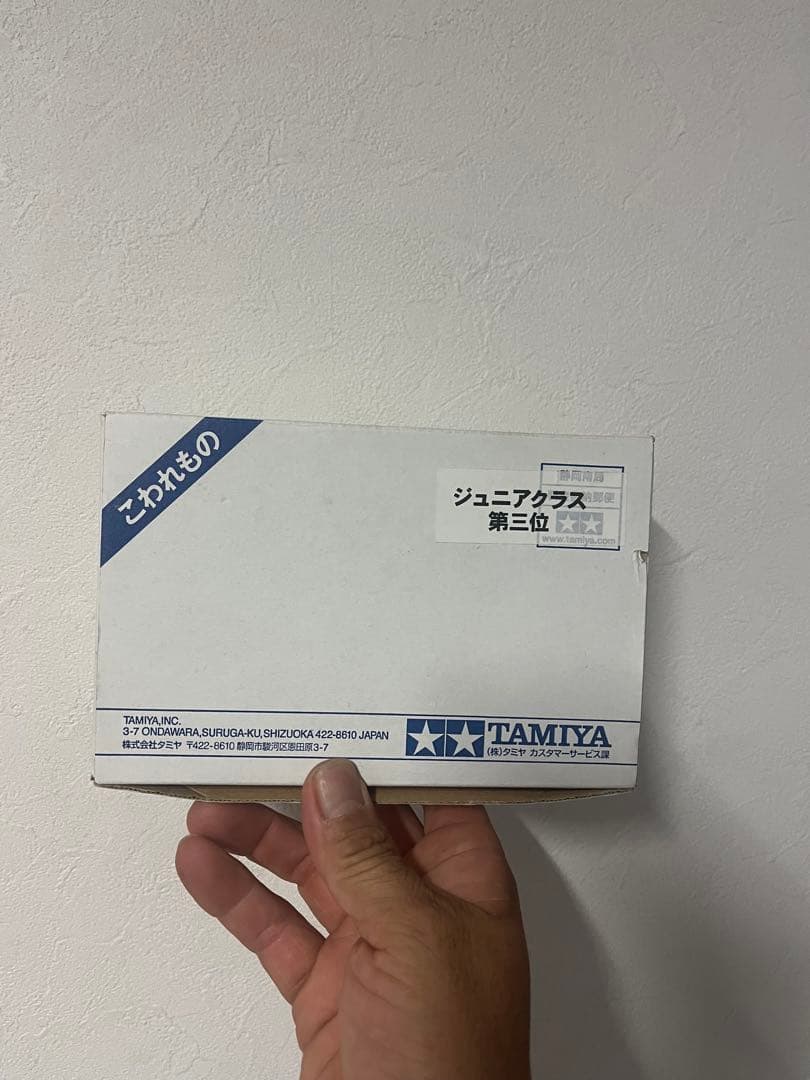 こわれもの
静岡南局
郵便
ジュニアクラス
第三位
www.tamiya.com
TAMIYA,INC.
3-7 ONDAWARA,SURUGA-KU,SHIZUOKA 422-8610 JAPAN
株式会社タミヤ 〒422-8610 静岡市駿河区恩田原3-7
TAMIYA
(株)タミヤ カスタマーサービス課